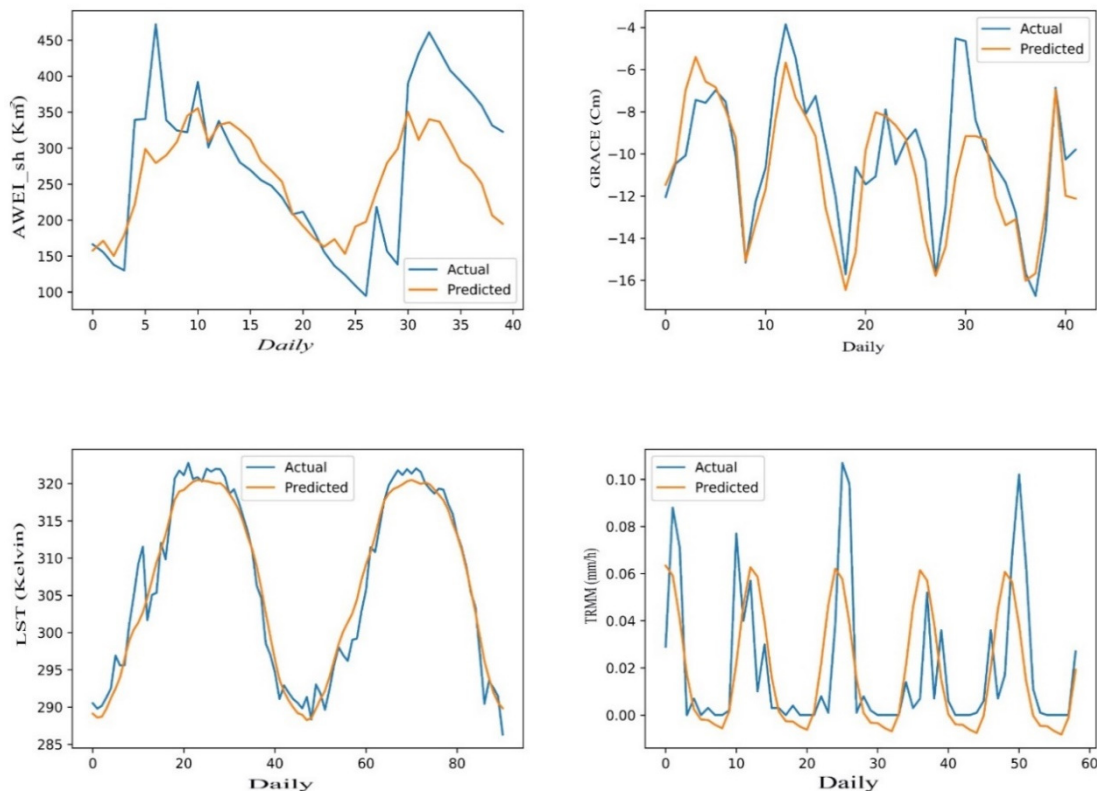 AWEI_sh (Km²)
450
400
350
300
250
200
150
100
Actual
Predicted
0 5 10 15 20 25 30 35 40
Daily
GRACE (Cm)
−4
−6
−8
−10
−12
−14
−16
Actual
Predicted
0 10 20 30 40
Daily
LST (Kelvin)
320
315
310
305
300
295
290
285
Actual
Predicted
0 20 40 60 80
Daily
TRMM (mm/h)
0.10
0.08
0.06
0.04
0.02
0.00
Actual
Predicted
0 10 20 30 40 50 60
Daily